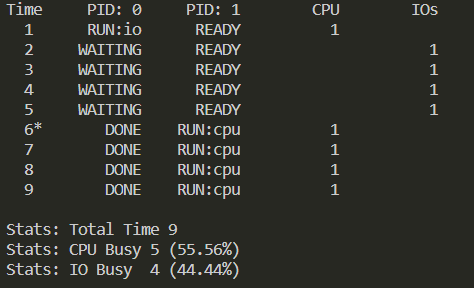 Time PID: 0 PID: 1 CPU IOs
1 RUN:io READY 1
2 WAITING READY 1
3 WAITING READY 1
4 WAITING READY 1
5 WAITING READY 1
6* DONE RUN:cpu 1
7 DONE RUN:cpu 1
8 DONE RUN:cpu 1
9 DONE RUN:cpu 1
Stats: Total Time 9
Stats: CPU Busy 5 (55.56%)
Stats: IO Busy 4 (44.44%)